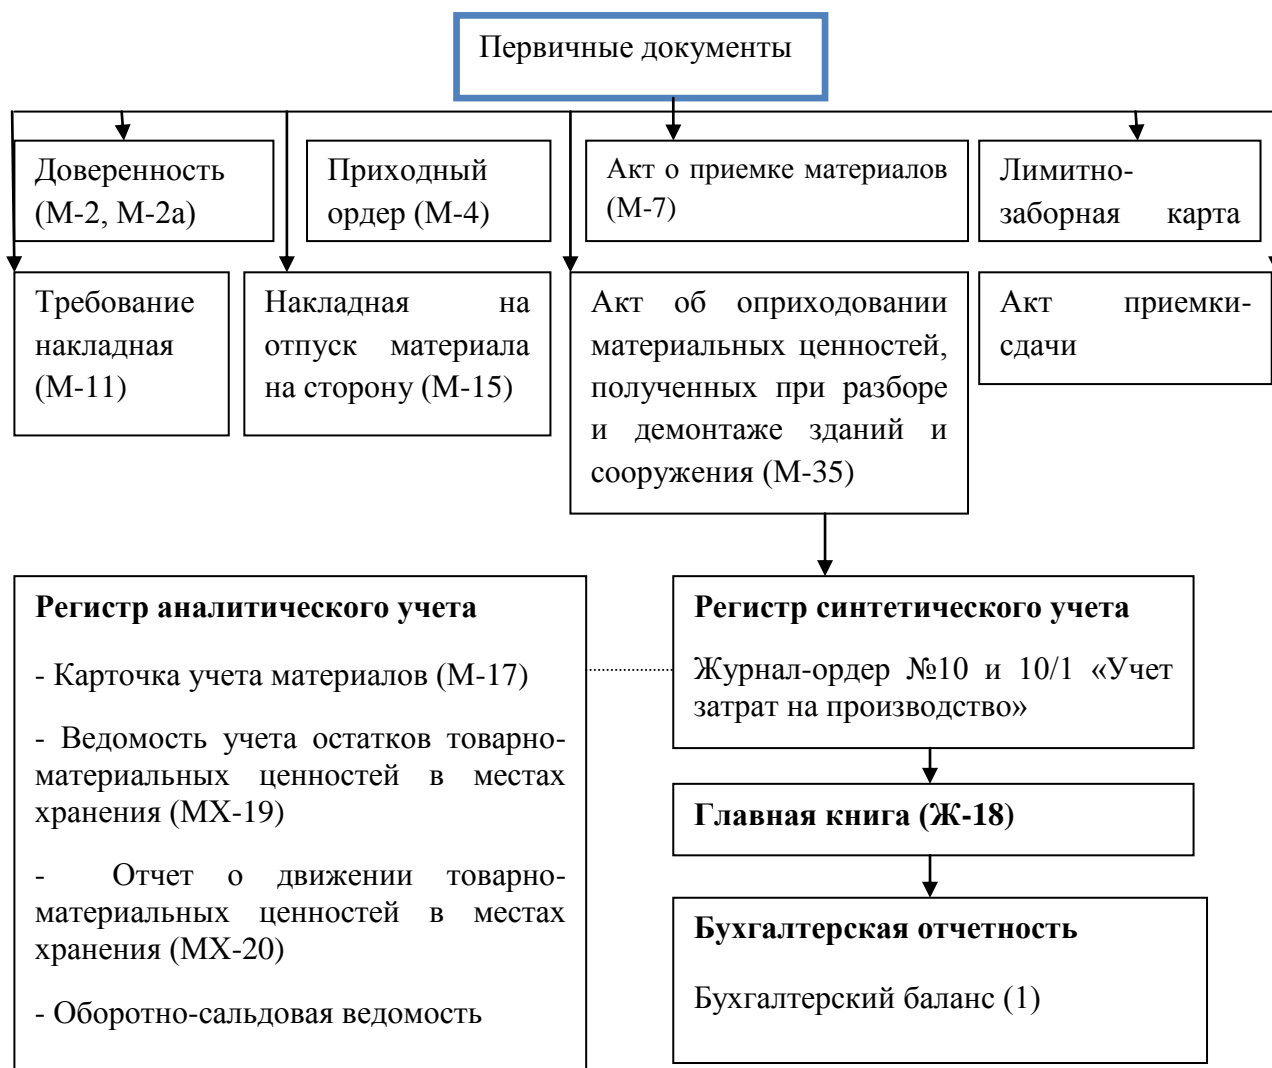 Первичные документы
Доверенность
(М-2, М-2а)
Приходный
ордер (М-4)
Акт о приемке материалов
(М-7)
Лимитно-
заборная карта
Требование
накладная
(М-11)
Накладная на
отпуск материала
на сторону (М-15)
Акт об оприходовании
материальных ценностей,
полученных при разборе
и демонтаже зданий и
сооружения (М-35)
Акт приемки-
сдачи
Регистр аналитического учета
- Карточка учета материалов (М-17)
- Ведомость учета остатков товарно-
материальных ценностей в местах
хранения (МХ-19)
- Отчет о движении товарно-
материальных ценностей в местах
хранения (МХ-20)
- Оборотно-сальдовая ведомость
Регистр синтетического учета
Журнал-ордер №10 и 10/1 «Учет
затрат на производство»
Главная книга (Ж-18)
Бухгалтерская отчетность
Бухгалтерский баланс (1)